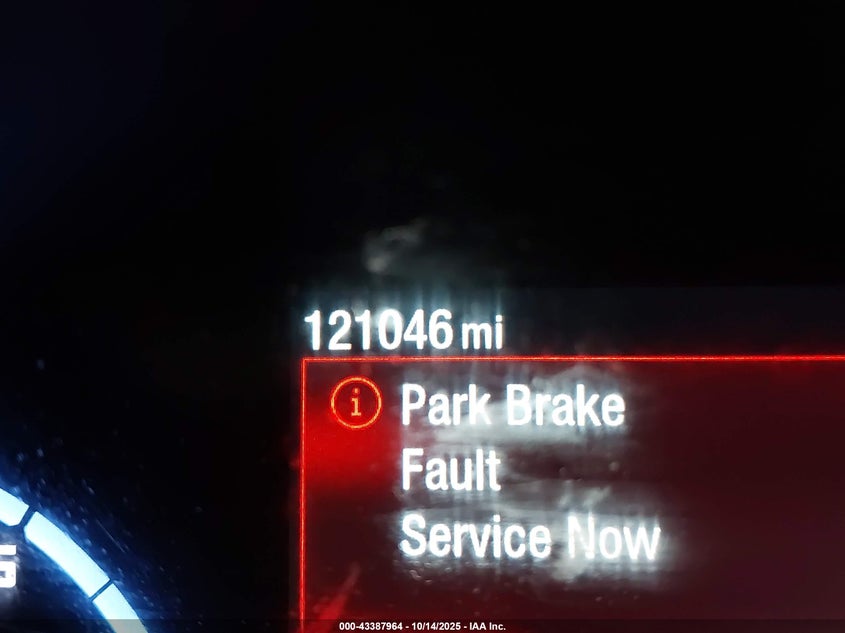 121046 mi
i Park Brake
Fault
Service Now
000-43387964 - 10/14/2025 - IAA Inc.